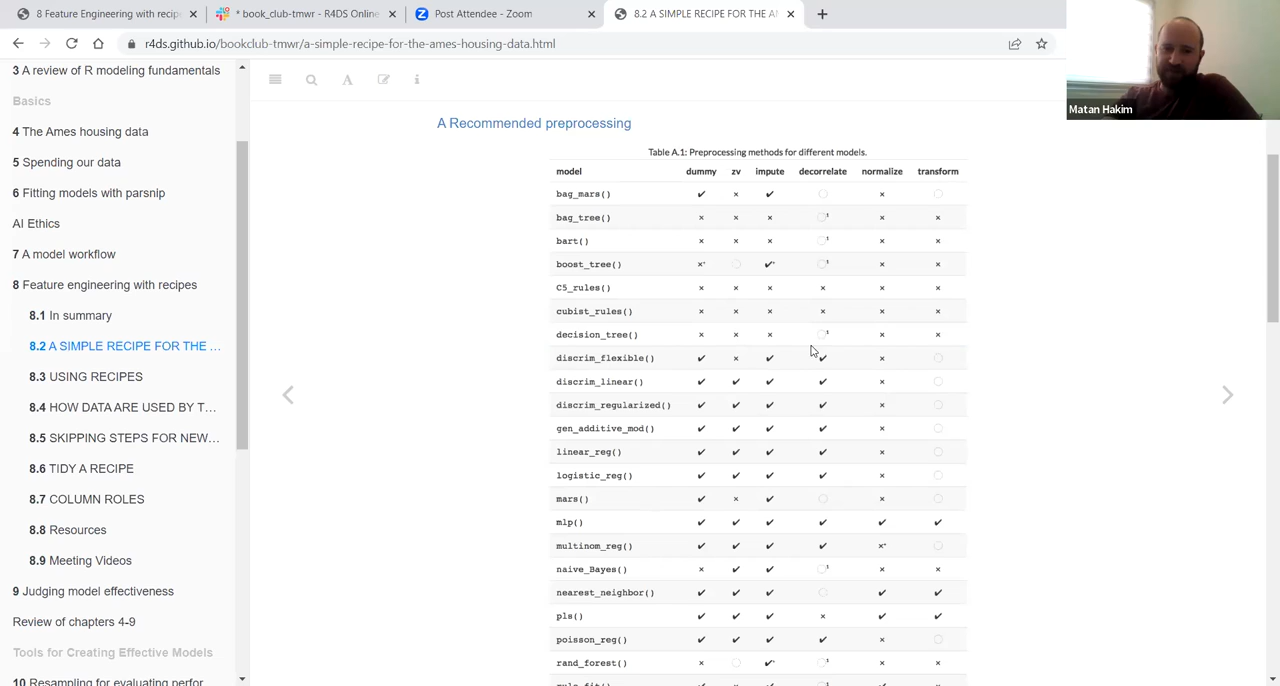 8 Feature Engineering with recip
* book_club-tmwr - R4DS Online
Post Attendee - Zoom
8.2 A SIMPLE RECIPE FOR THE A
r4ds.github.io/bookclub-tmwr/a-simple-recipe-for-the-ames-housing-data.html
Matan Hakim
3 A review of R modeling fundamentals
Basics
4 The Ames housing data
5 Spending our data
6 Fitting models with parsnip
AI Ethics
7 A model workflow
8 Feature engineering with recipes
8.1 In summary
8.2 A SIMPLE RECIPE FOR THE ...
8.3 USING RECIPES
8.4 HOW DATA ARE USED BY T...
8.5 SKIPPING STEPS FOR NEW...
8.6 TIDY A RECIPE
8.7 COLUMN ROLES
8.8 Resources
8.9 Meeting Videos
9 Judging model effectiveness
Review of chapters 4-9
Tools for Creating Effective Models
10 Resampling for evaluating perfor
A Recommended preprocessing
Table A.1: Preprocessing methods for different models.
model dummy zv impute decorrelate normalize transform
bag_mars() ✓ × ✓ ◌ × ◌
bag_tree() × × × ◌¹ × ×
bart() × × × ◌¹ × ×
boost_tree() ×⁺ ◌ ✓⁺ ◌¹ × ×
C5_rules() × × × × × ×
cubist_rules() × × × × × ×
decision_tree() × × × ◌¹ × ×
discrim_flexible() ✓ × ✓ ✓ × ◌
discrim_linear() ✓ ✓ ✓ ✓ × ◌
discrim_regularized() ✓ ✓ ✓ ✓ × ◌
gen_additive_mod() ✓ ✓ ✓ ✓ × ◌
linear_reg() ✓ ✓ ✓ ✓ × ◌
logistic_reg() ✓ ✓ ✓ ✓ × ◌
mars() ✓ × ✓ ◌ × ◌
mlp() ✓ ✓ ✓ ✓ ✓ ✓
multinom_reg() ✓ ✓ ✓ ✓ ×⁺ ◌
naive_Bayes() × ✓ ✓ ◌¹ × ×
nearest_neighbor() ✓ ✓ ✓ ◌ ✓ ✓
pls() ✓ ✓ ✓ × ✓ ✓
poisson_reg() ✓ ✓ ✓ ✓ × ◌
rand_forest() × ◌ ✓⁺ ◌¹ × ×